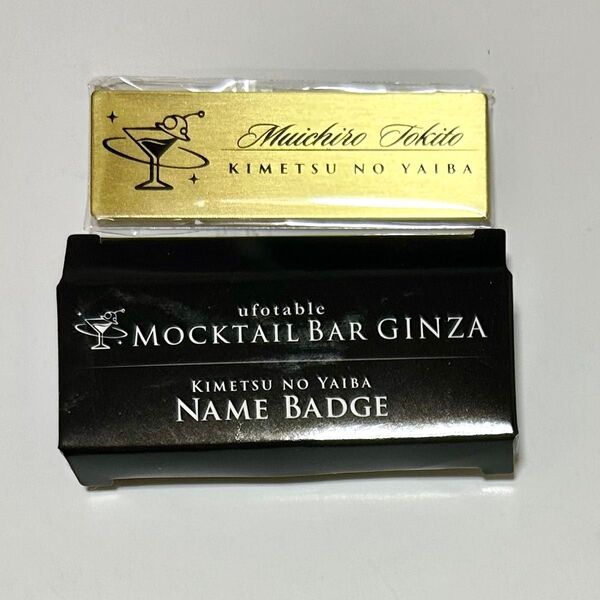 Muichiro Tokito
KIMETSU NO YAIBA
ufotable
MOCKTAIL BAR GINZA
KIMETSU NO YAIBA
NAME BADGE